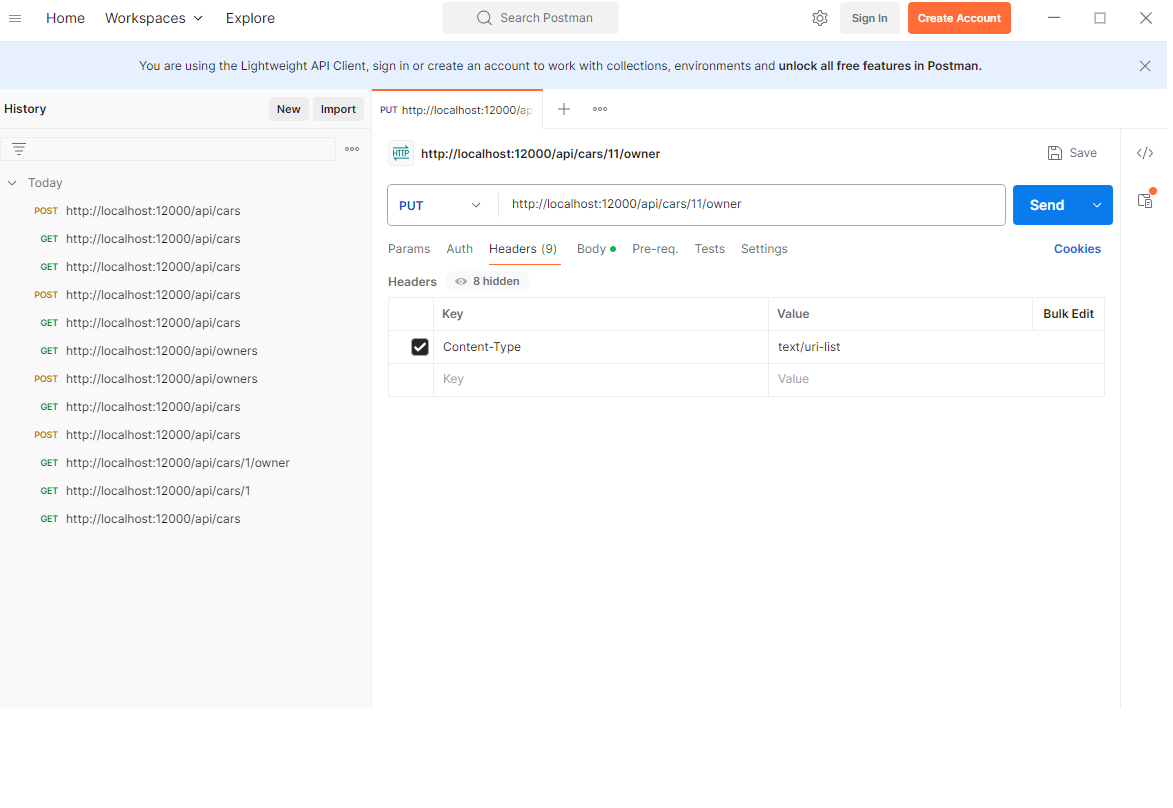 Home Workspaces Explore Search Postman Sign In Create Account
You are using the Lightweight API Client, sign in or create an account to work with collections, environments and unlock all free features in Postman.
History New Import
Today
POST http://localhost:12000/api/cars
GET http://localhost:12000/api/cars
GET http://localhost:12000/api/cars
POST http://localhost:12000/api/cars
GET http://localhost:12000/api/cars
GET http://localhost:12000/api/owners
POST http://localhost:12000/api/owners
GET http://localhost:12000/api/cars
POST http://localhost:12000/api/cars
GET http://localhost:12000/api/cars/1/owner
GET http://localhost:12000/api/cars/1
GET http://localhost:12000/api/cars
PUT http://localhost:12000/ap
HTTP http://localhost:12000/api/cars/11/owner Save
PUT http://localhost:12000/api/cars/11/owner Send
Params Auth Headers (9) Body Pre-req. Tests Settings Cookies
Headers 8 hidden
Key Value Bulk Edit
Content-Type text/uri-list
Key Value